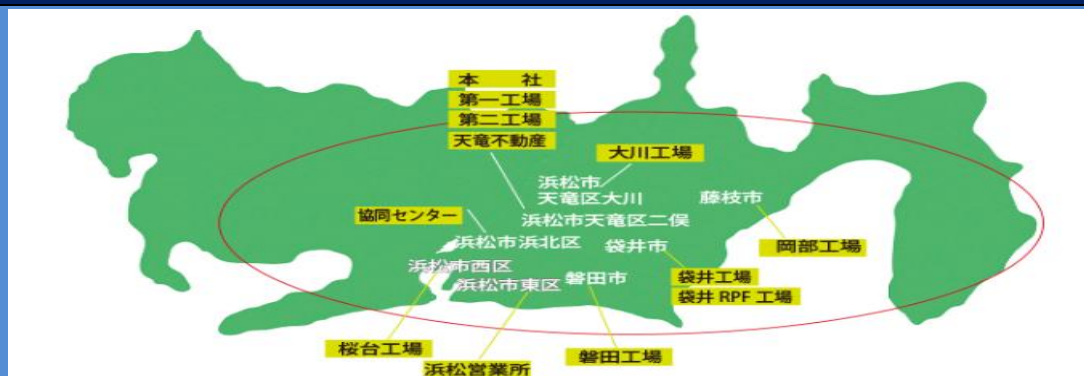 本 社
第一工場
第二工場
天竜不動産
大川工場
浜松市
天竜区大川
藤枝市
協同センター
浜松市天竜区二俣
浜松市浜北区
袋井市
岡部工場
浜松市西区
磐田市
袋井工場
浜松市東区
袋井 RPF 工場
桜台工場
磐田工場
浜松営業所